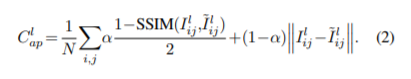 C^l_{ap} = \frac{1}{N} \sum_{i,j} \alpha \frac{1-\text{SSIM}(I^l_{ij}, \tilde{I}^l_{ij})}{2} + (1-\alpha) \left\| I^l_{ij} - \tilde{I}^l_{ij} \right\|. (2)